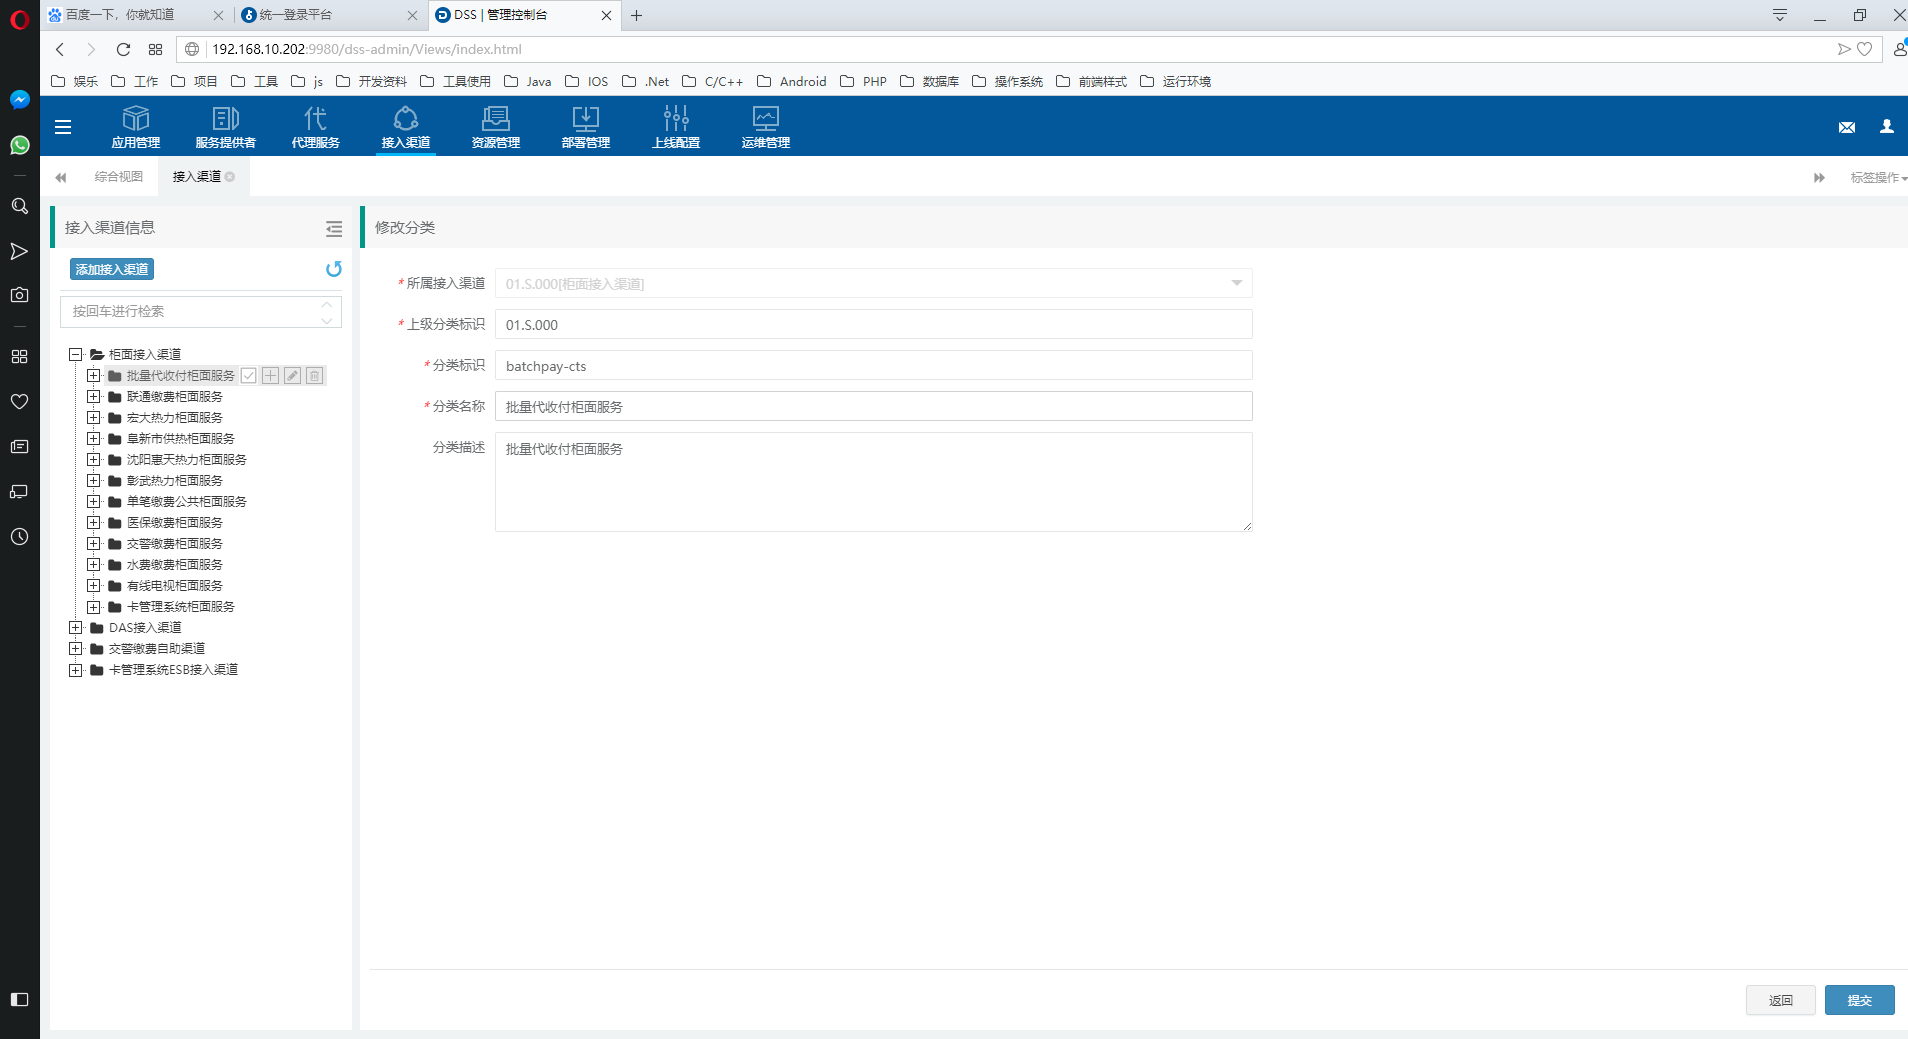 百度一下，你就知道
统一登录平台
DSS | 管理控制台
192.168.10.202:9980/dss-admin/Views/index.html
娱乐 工作 项目 工具 js 开发资料 工具使用 Java IOS .Net C/C++ Android PHP 数据库 操作系统 前端样式 运行环境
应用管理 服务提供者 代理服务 接入渠道 资源管理 部署管理 上线配置 运维管理
综合视图 接入渠道 标签操作
接入渠道信息
添加接入渠道
按回车进行检索
柜面接入渠道
批量代收付柜面服务
联通缴费柜面服务
宏大热力柜面服务
阜新市供热柜面服务
沈阳惠天热力柜面服务
彰武热力柜面服务
单笔缴费公共柜面服务
医保缴费柜面服务
交警缴费柜面服务
水费缴费柜面服务
有线电视柜面服务
卡管理系统柜面服务
DAS接入渠道
交警缴费自助渠道
卡管理系统ESB接入渠道
修改分类
*所属接入渠道 01.S.000[柜面接入渠道]
*上级分类标识 01.S.000
*分类标识 batchpay-cts
*分类名称 批量代收付柜面服务
分类描述 批量代收付柜面服务
返回 提交